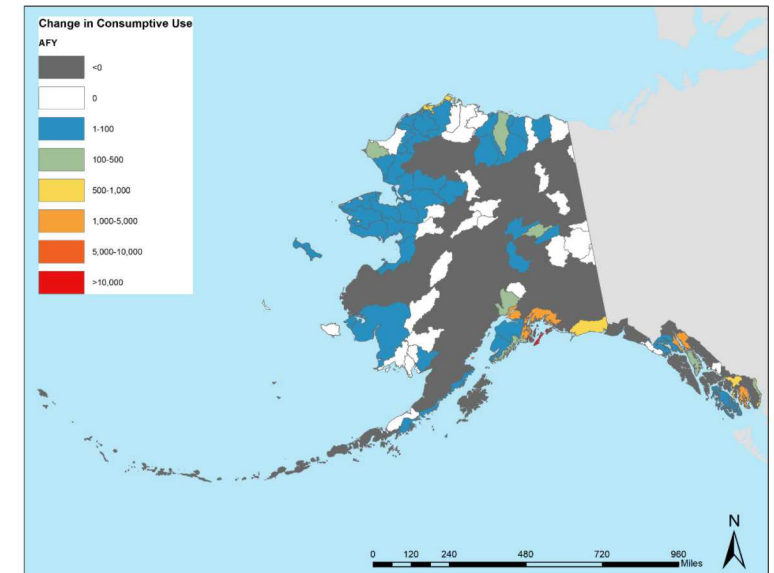 Change in Consumptive Use
AFY
<0
0
1-100
100-500
500-1,000
1,000-5,000
5,000-10,000
>10,000
N
0 120 240 480 720 960
Miles